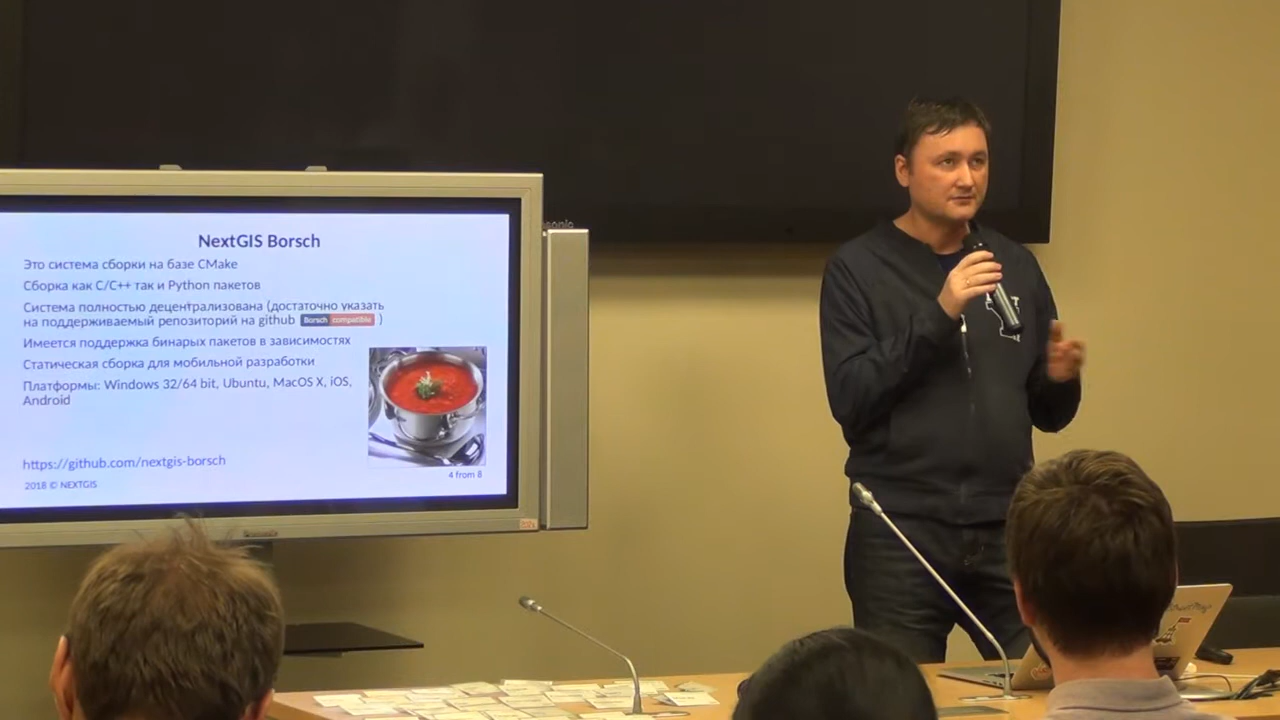 NextGIS Borsch
Это система сборки на базе CMake
Сборка как C/C++ так и Python пакетов
Система полностью децентрализована (достаточно указать
на поддерживаемый репозиторий на github Borsch compatible )
Имеется поддержка бинарых пакетов в зависимостях
Статическая сборка для мобильной разработки
Платформы: Windows 32/64 bit, Ubuntu, MacOS X, iOS,
Android
https://github.com/nextgis-borsch
4 from 8
2018 © NEXTGIS